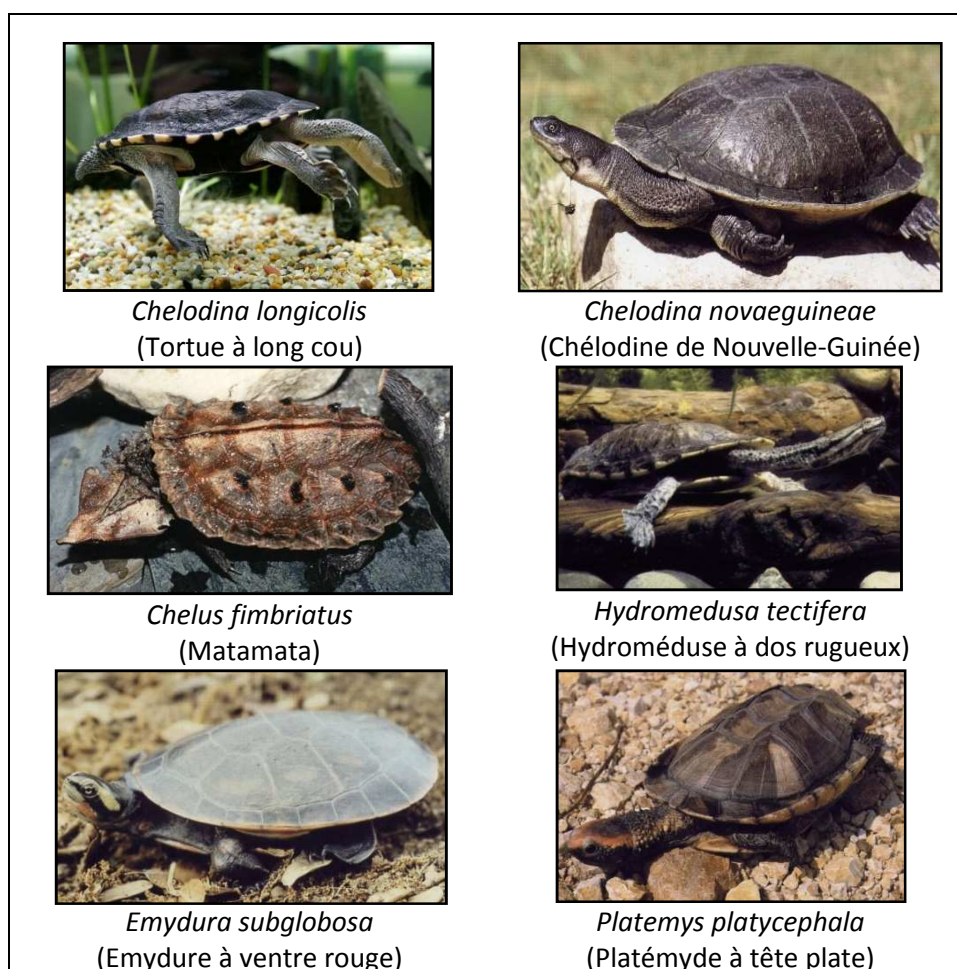 Chelodina longicolis
(Tortue à long cou)
Chelodina novaeguineae
(Chélodine de Nouvelle-Guinée)
Chelus fimbriatus
(Matamata)
Hydromedusa tectifera
(Hydroméduse à dos rugueux)
Emydura subglobosa
(Emydure à ventre rouge)
Platemys platycephala
(Platémyde à tête plate)